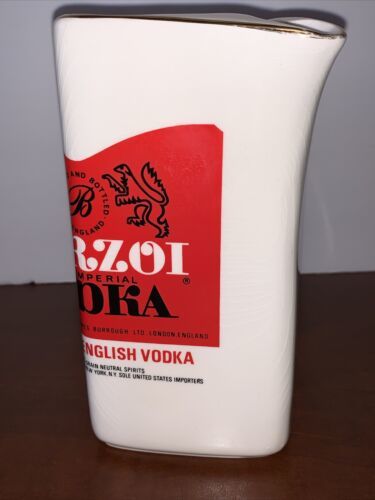 AND BOTTLED
B
ENGLAND
RZOI
IMPERIAL
DKA ®
BURROUGH LTD. LONDON, ENGLAND
ENGLISH VODKA
GRAIN NEUTRAL SPIRITS
NEW YORK, N.Y. SOLE UNITED STATES IMPORTERS